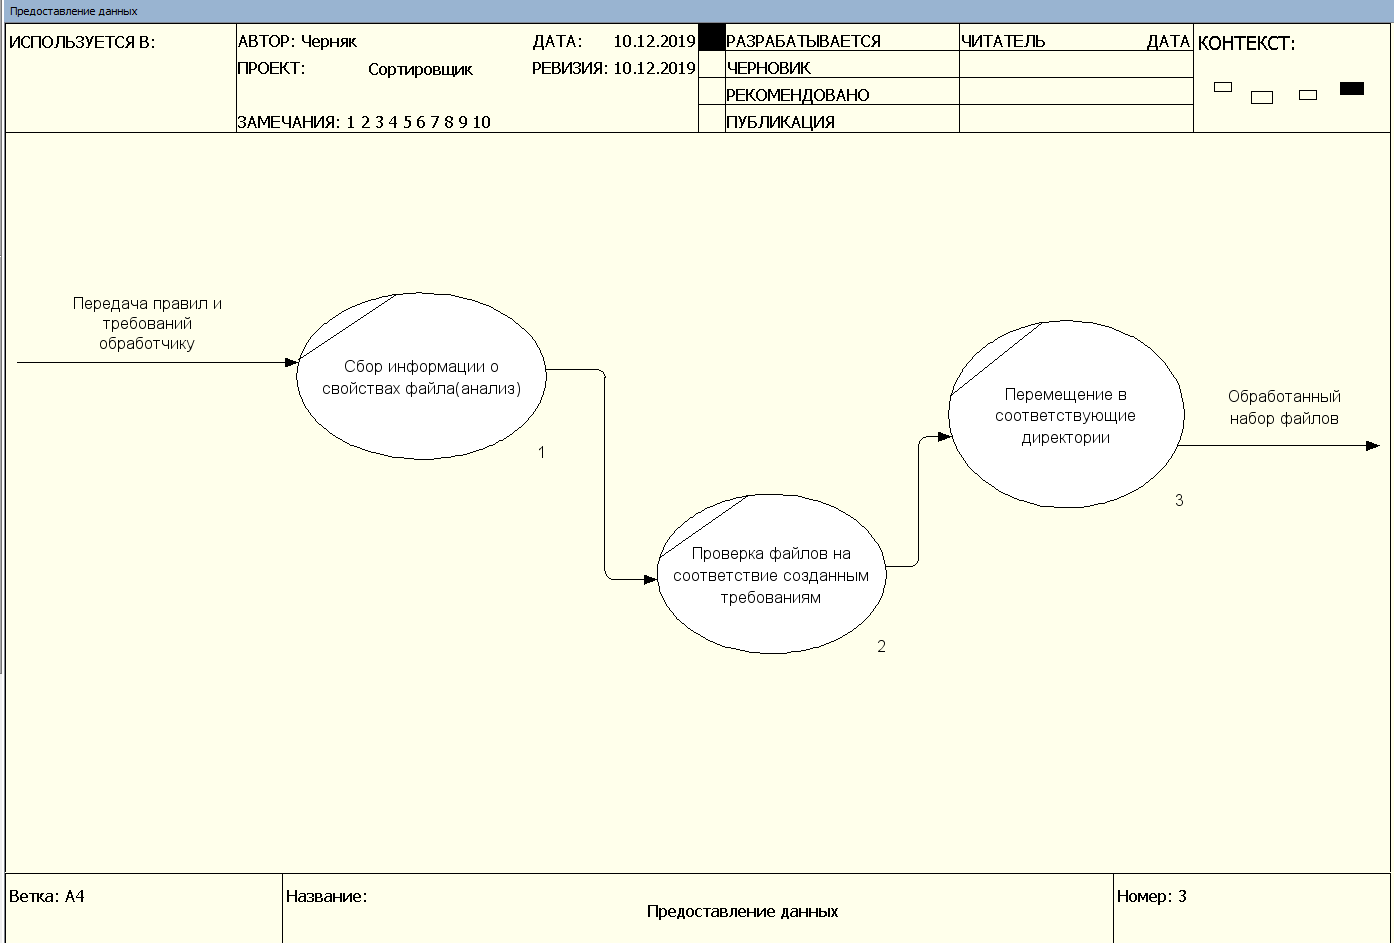 Предоставление данных
ИСПОЛЬЗУЕТСЯ В:
АВТОР: Черняк
ДАТА: 10.12.2019
РАЗРАБАТЫВАЕТСЯ
ЧИТАТЕЛЬ
ДАТА
КОНТЕКСТ:
ПРОЕКТ: Сортировщик
РЕВИЗИЯ: 10.12.2019
ЧЕРНОВИК
РЕКОМЕНДОВАНО
ЗАМЕЧАНИЯ: 1 2 3 4 5 6 7 8 9 10
ПУБЛИКАЦИЯ
Передача правил и
требований
обработчику
Сбор информации о
свойствах файла(анализ)
1
Проверка файлов на
соответствие созданным
требованиям
2
Перемещение в
соответствующие
директории
3
Обработанный
набор файлов
Ветка: A4
Название:
Предоставление данных
Номер: 3